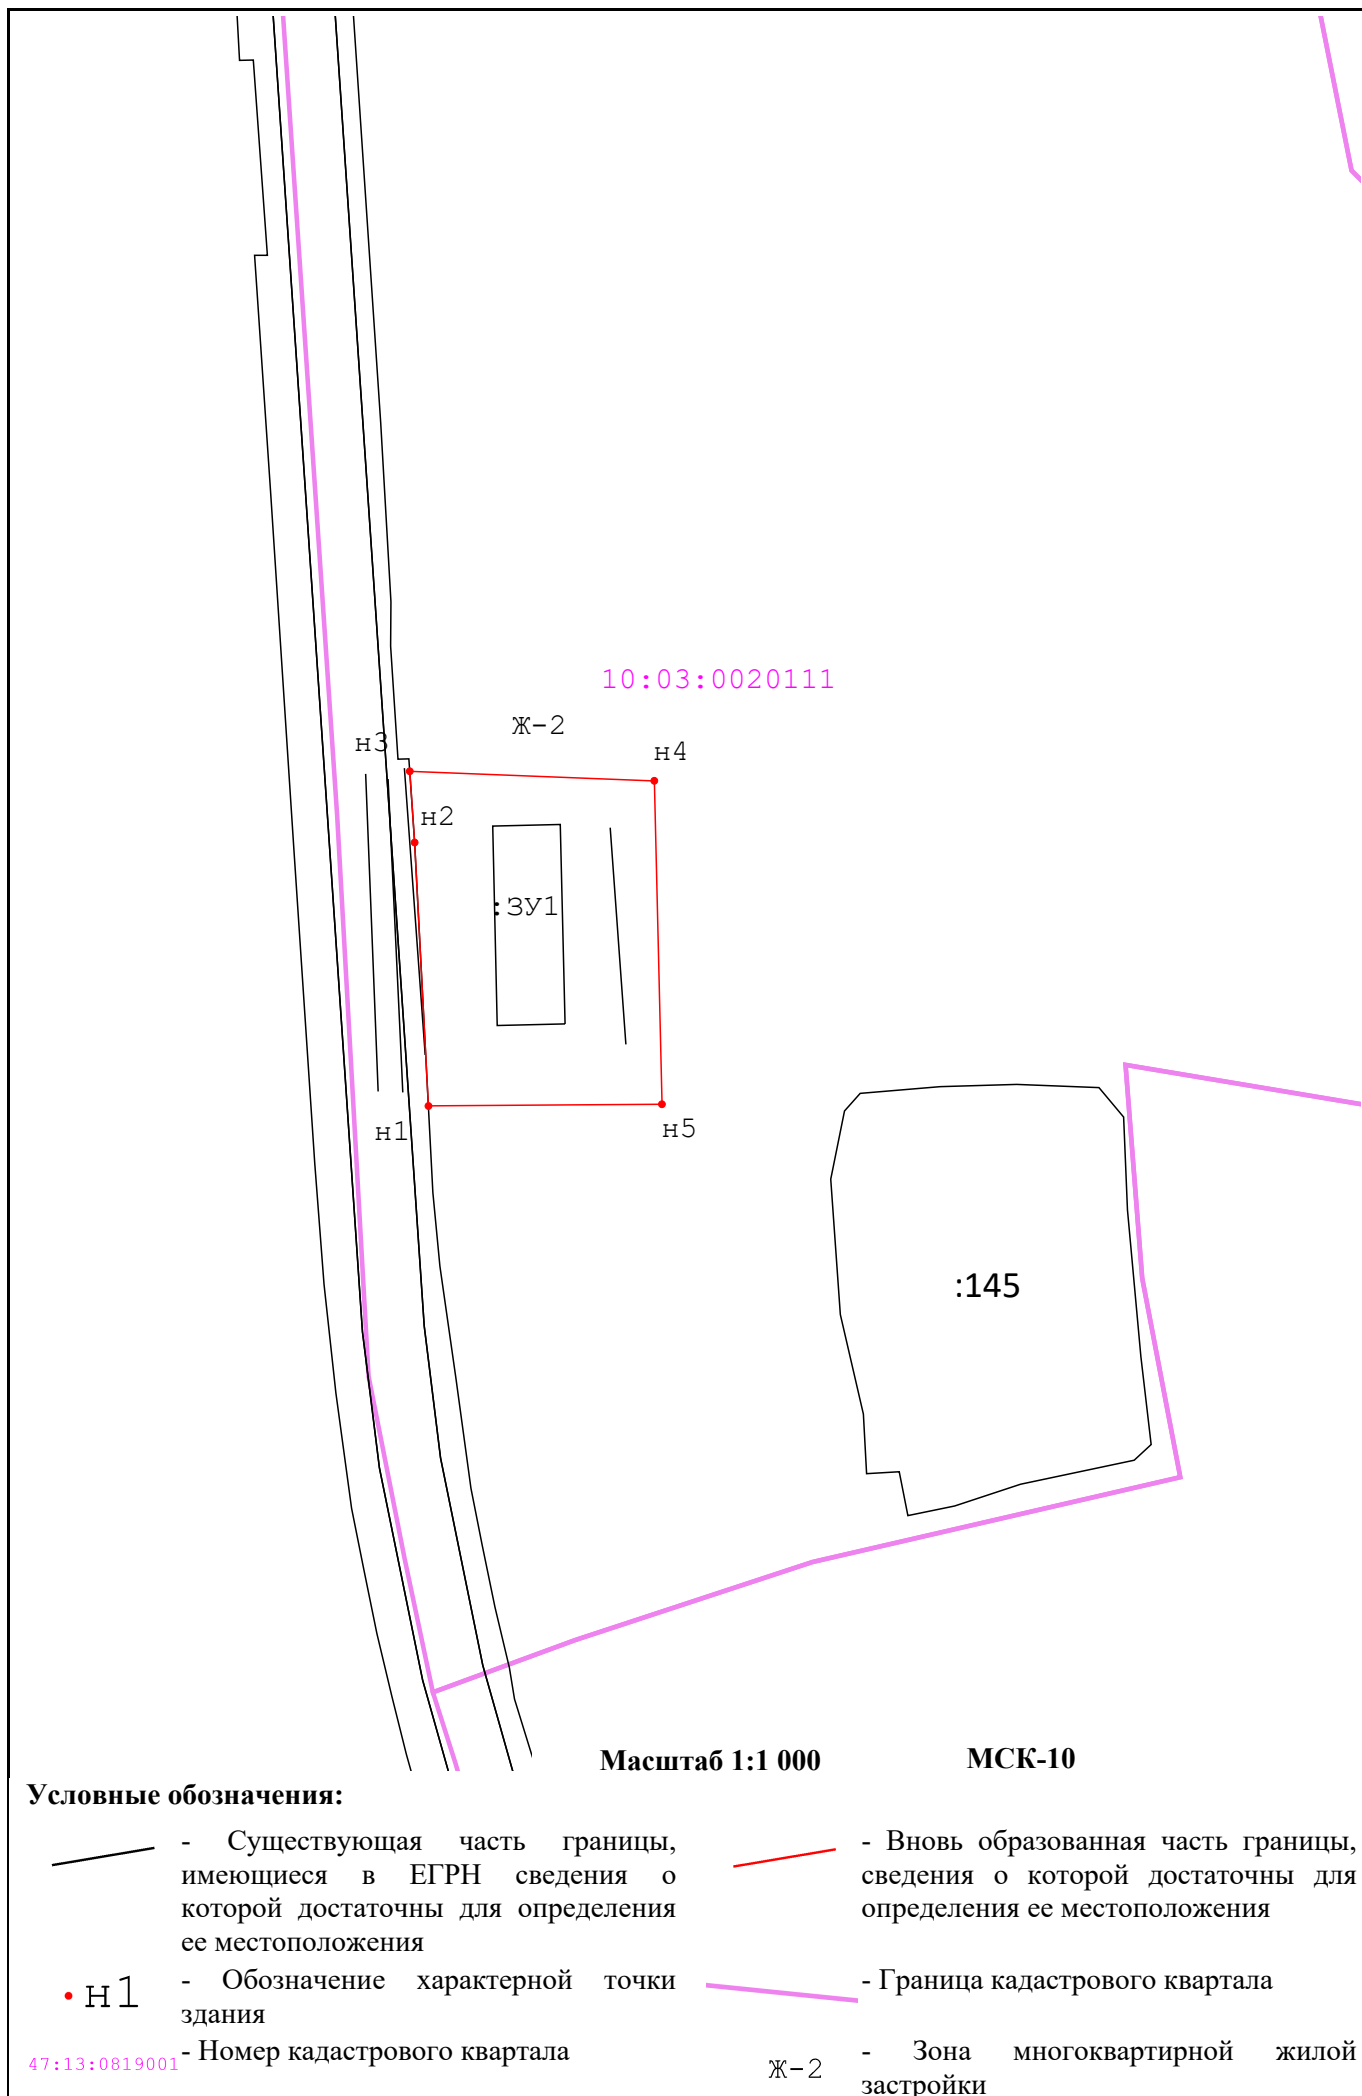 10:03:0020111
Ж-2
н3
н4
н2
:ЗУ1
н1
н5
:145
Масштаб 1:1 000
МСК-10
Условные обозначения:
- Существующая часть границы,
имеющиеся в ЕГРН сведения о
которой достаточны для определения
ее местоположения
- Вновь образованная часть границы,
сведения о которой достаточны для
определения ее местоположения
н1
- Обозначение характерной точки
здания
- Граница кадастрового квартала
47:13:0819001
- Номер кадастрового квартала
Ж-2
- Зона многоквартирной жилой
застройки